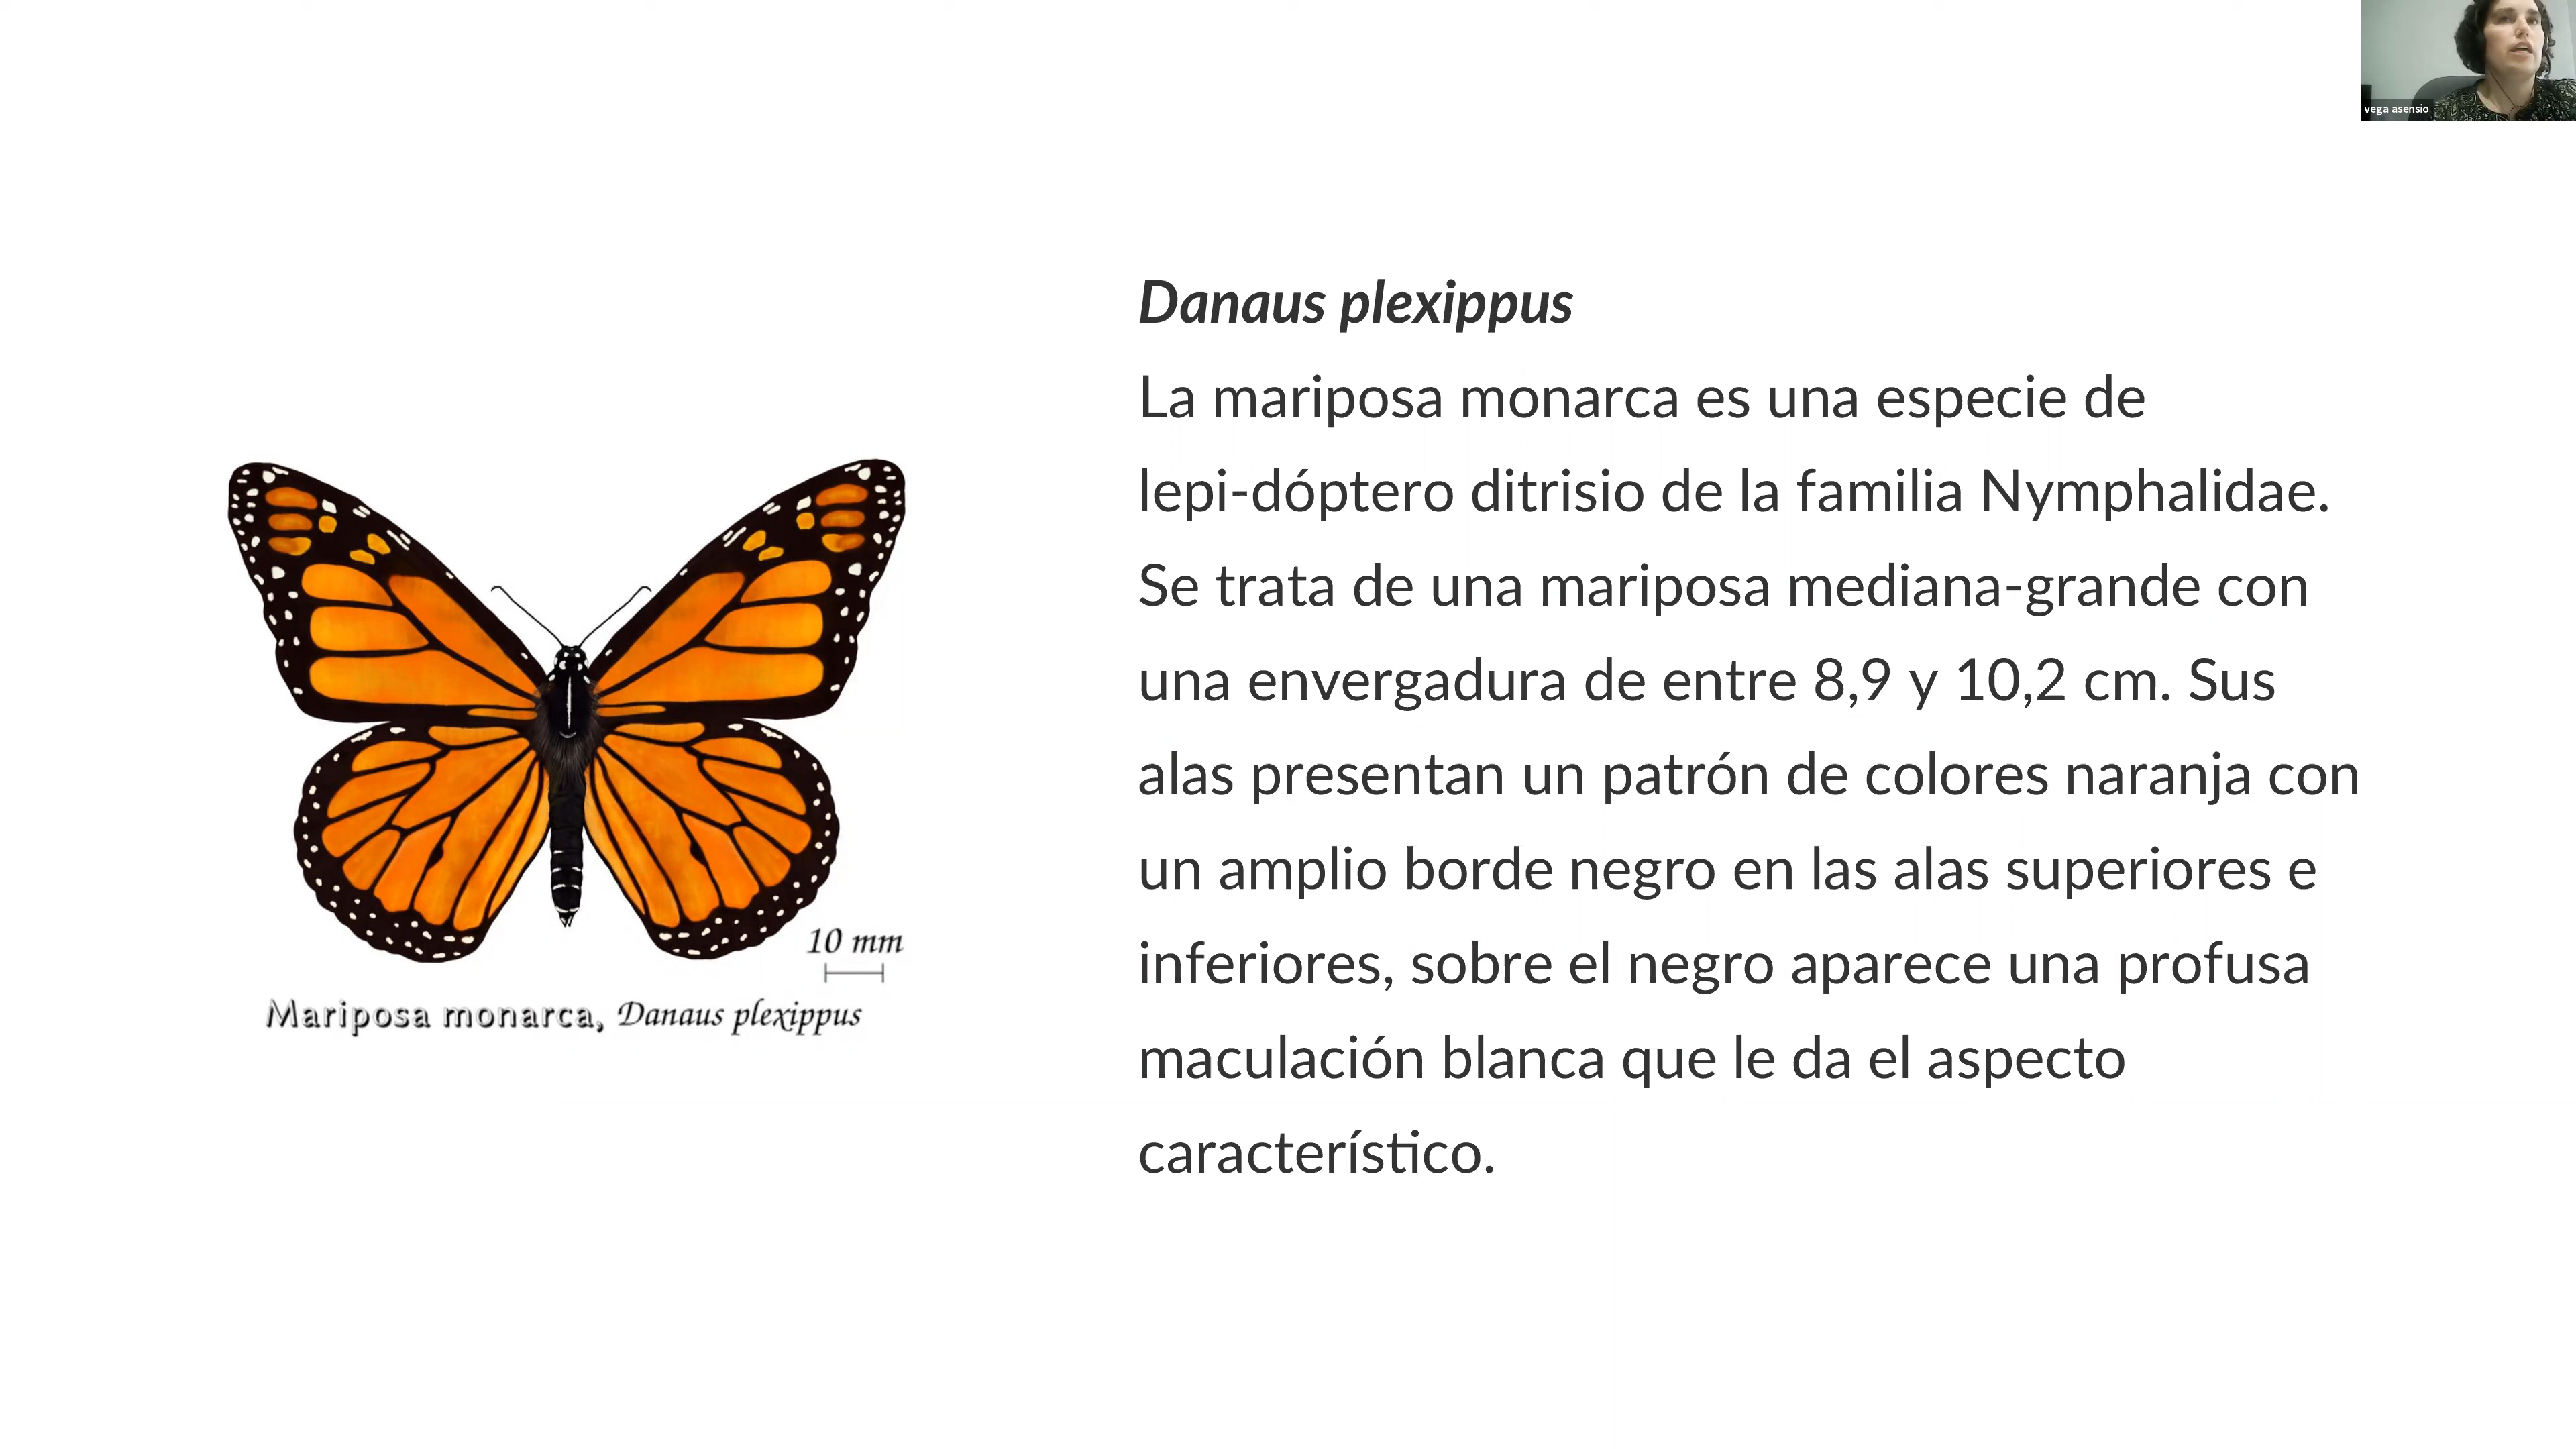 vega asensio
Danaus plexippus
La mariposa monarca es una especie de
lepi-dóptero ditrisio de la familia Nymphalidae.
Se trata de una mariposa mediana-grande con
una envergadura de entre 8,9 y 10,2 cm. Sus
alas presentan un patrón de colores naranja con
un amplio borde negro en las alas superiores e
inferiores, sobre el negro aparece una profusa
maculación blanca que le da el aspecto
característico.
10 mm
Mariposa monarca, Danaus plexippus